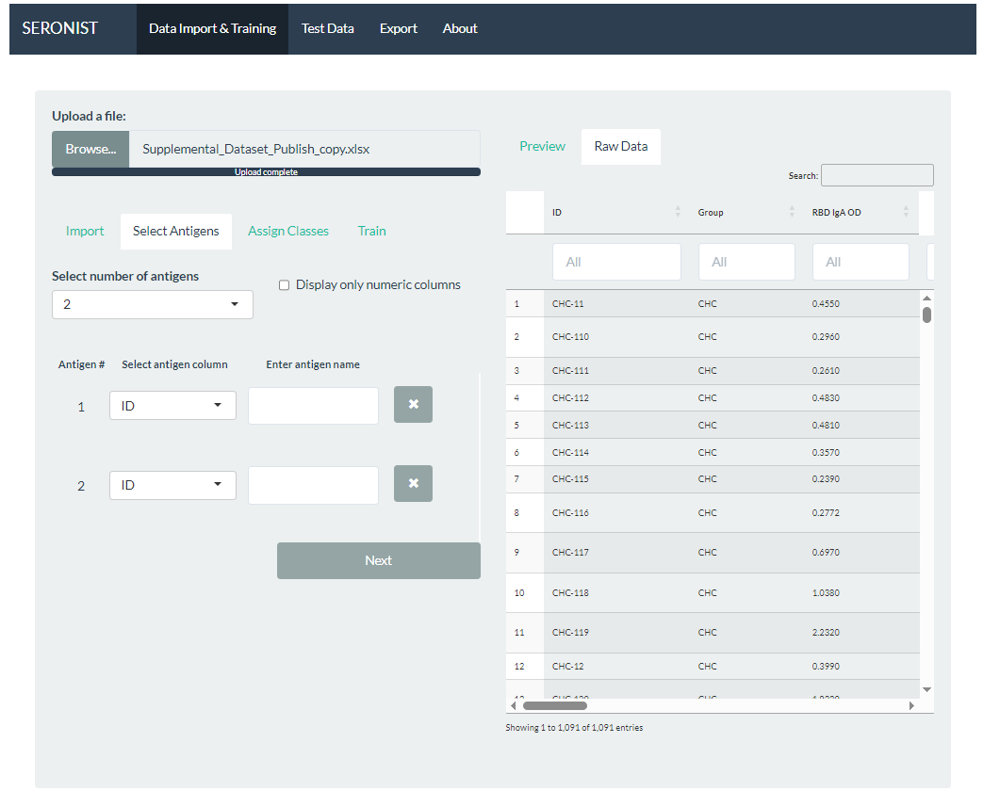 SERONIST Data Import & Training Test Data Export About
Upload a file:
Browse... Supplemental_Dataset_Publish_copy.xlsx
Upload complete
Import Select Antigens Assign Classes Train
Select number of antigens
Display only numeric columns
2
Antigen # Select antigen column Enter antigen name
1 ID
2 ID
Next
Preview Raw Data
Search:
ID Group RBD IgA OD
All All All
1 CHC-11 CHC 0.4550
2 CHC-110 CHC 0.2960
3 CHC-111 CHC 0.2610
4 CHC-112 CHC 0.4830
5 CHC-113 CHC 0.4810
6 CHC-114 CHC 0.3570
7 CHC-115 CHC 0.2390
8 CHC-116 CHC 0.2772
9 CHC-117 CHC 0.6970
10 CHC-118 CHC 1.0380
11 CHC-119 CHC 2.2320
12 CHC-12 CHC 0.3990
Showing 1 to 1,091 of 1,091 entries